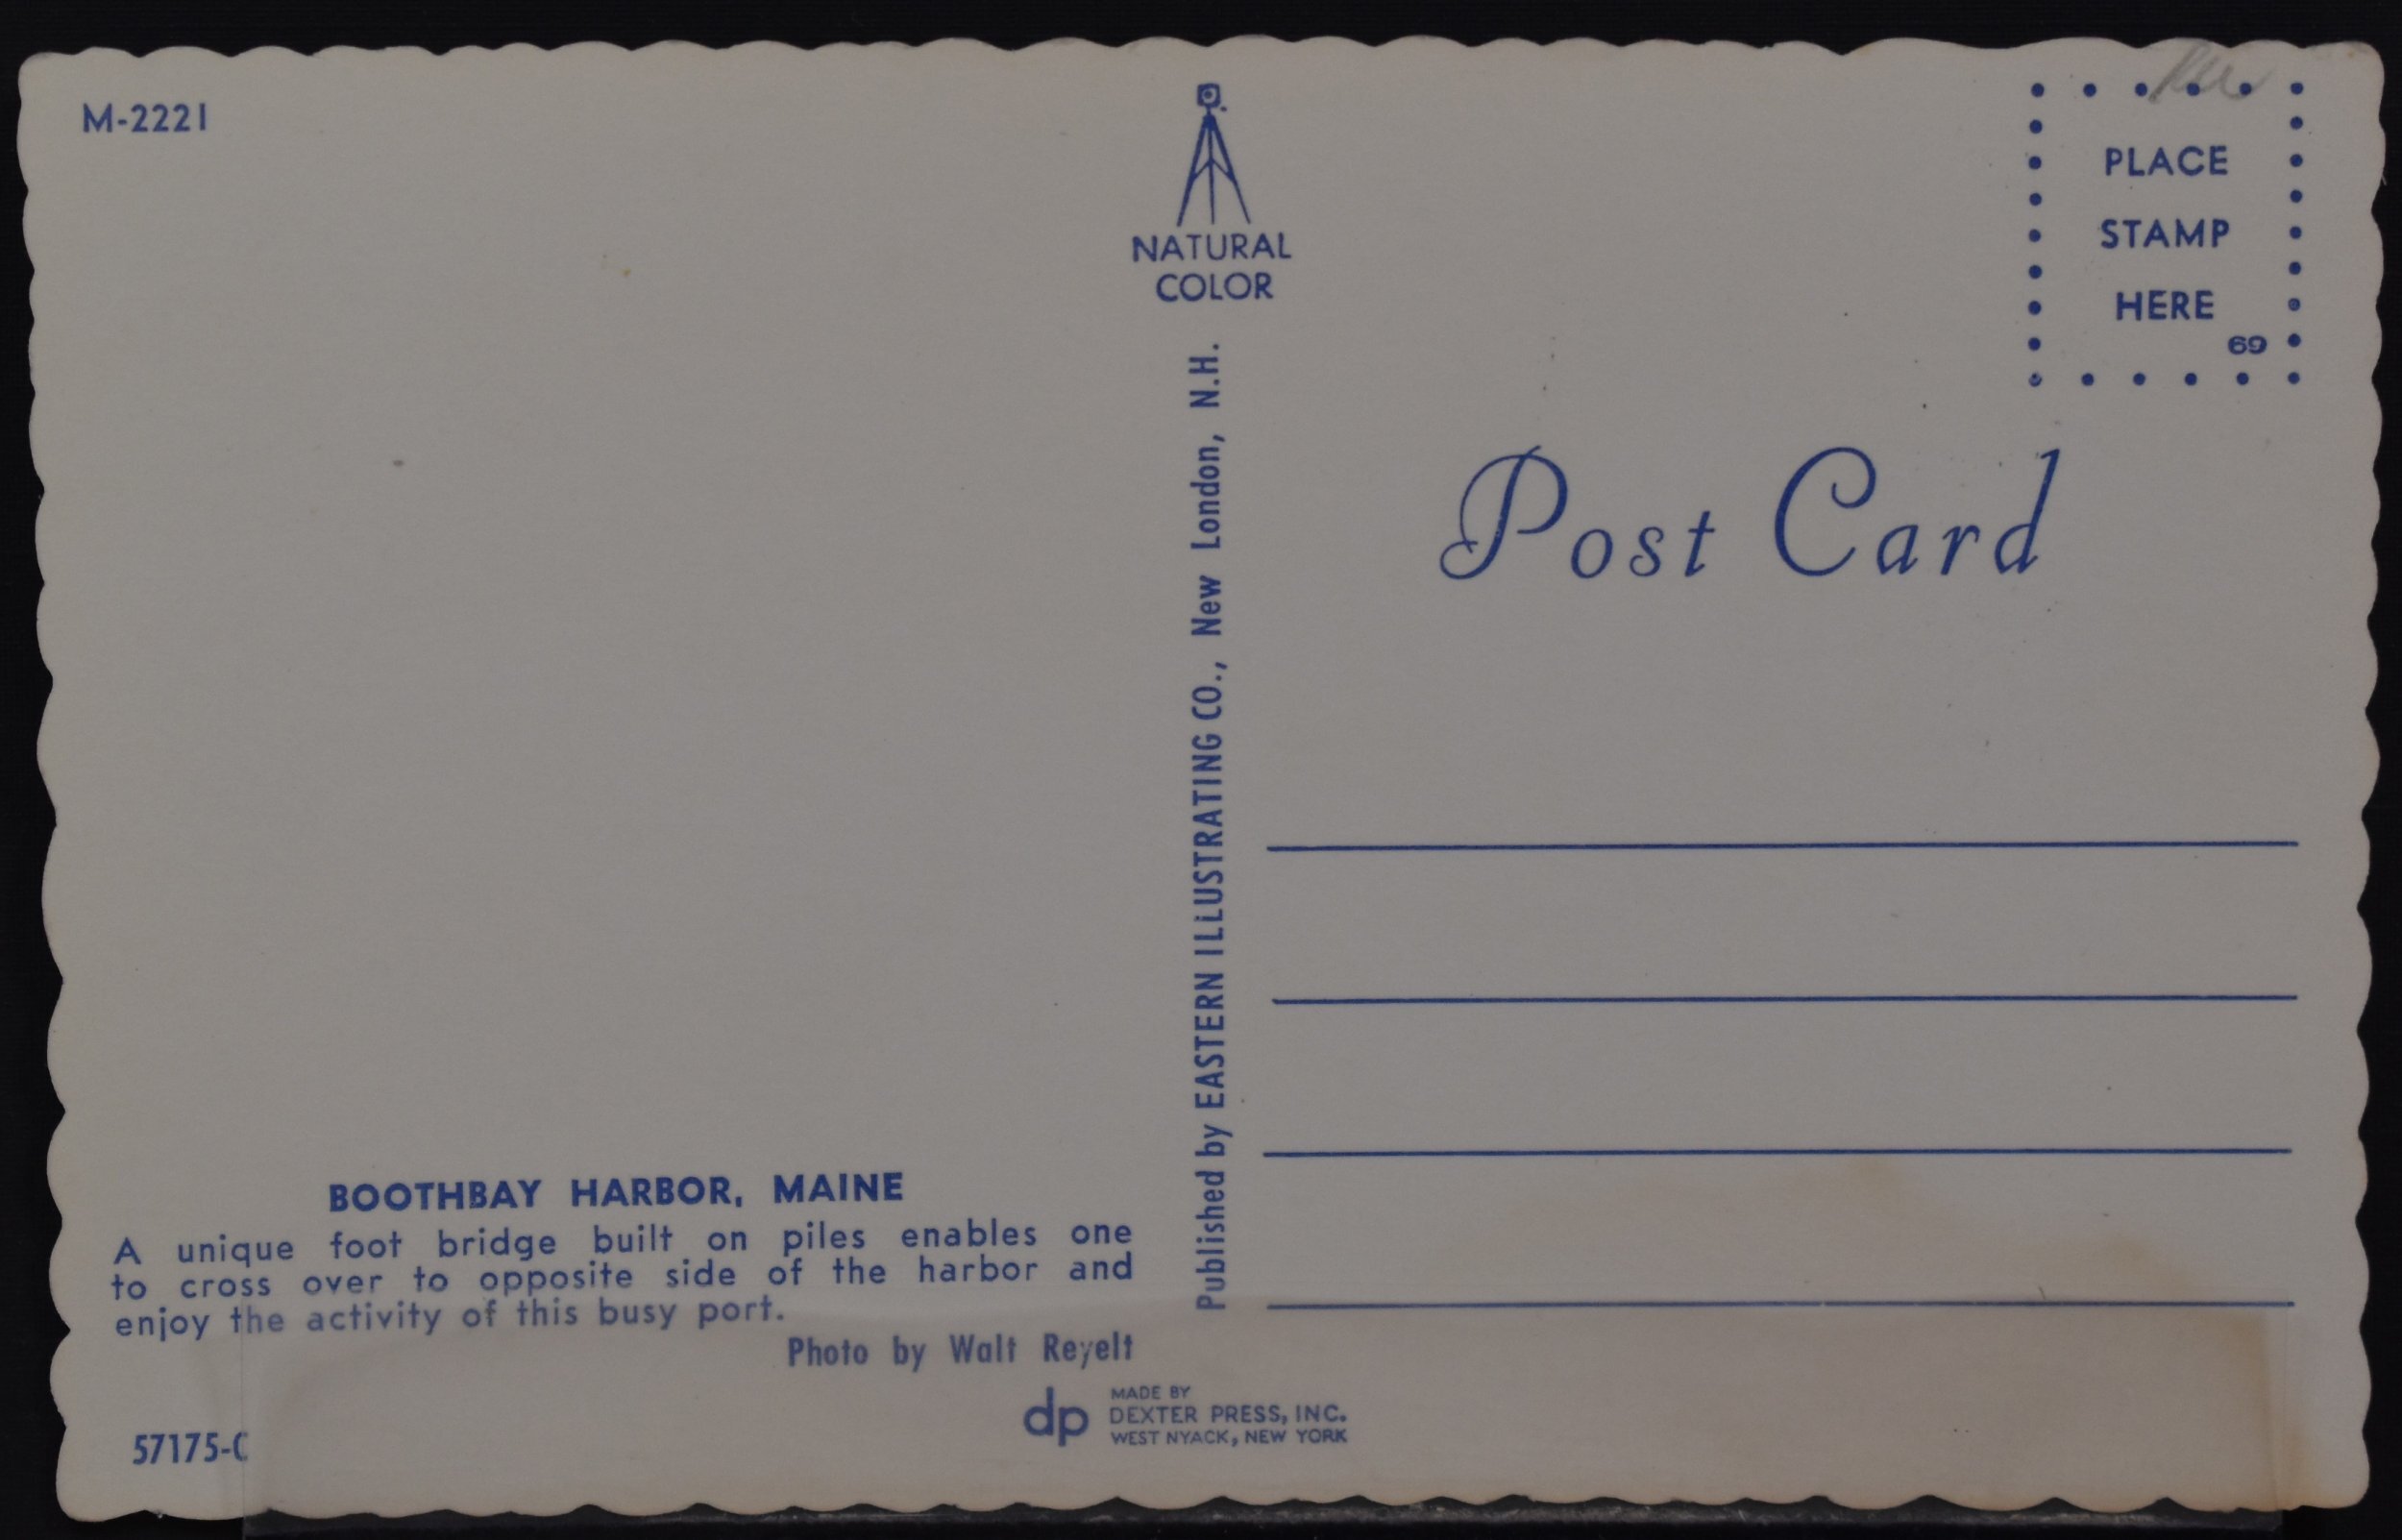 M-2221
NATURAL
COLOR
PLACE
STAMP
HERE
69
Post Card
Published by EASTERN ILLUSTRATING CO., New London, N.H.
BOOTHBAY HARBOR, MAINE
A unique foot bridge built on piles enables one
to cross over to opposite side of the harbor and
enjoy the activity of this busy port.
Photo by Walt Reyelt
dp
MADE BY
DEXTER PRESS, INC.
WEST NYACK, NEW YORK
57175-C